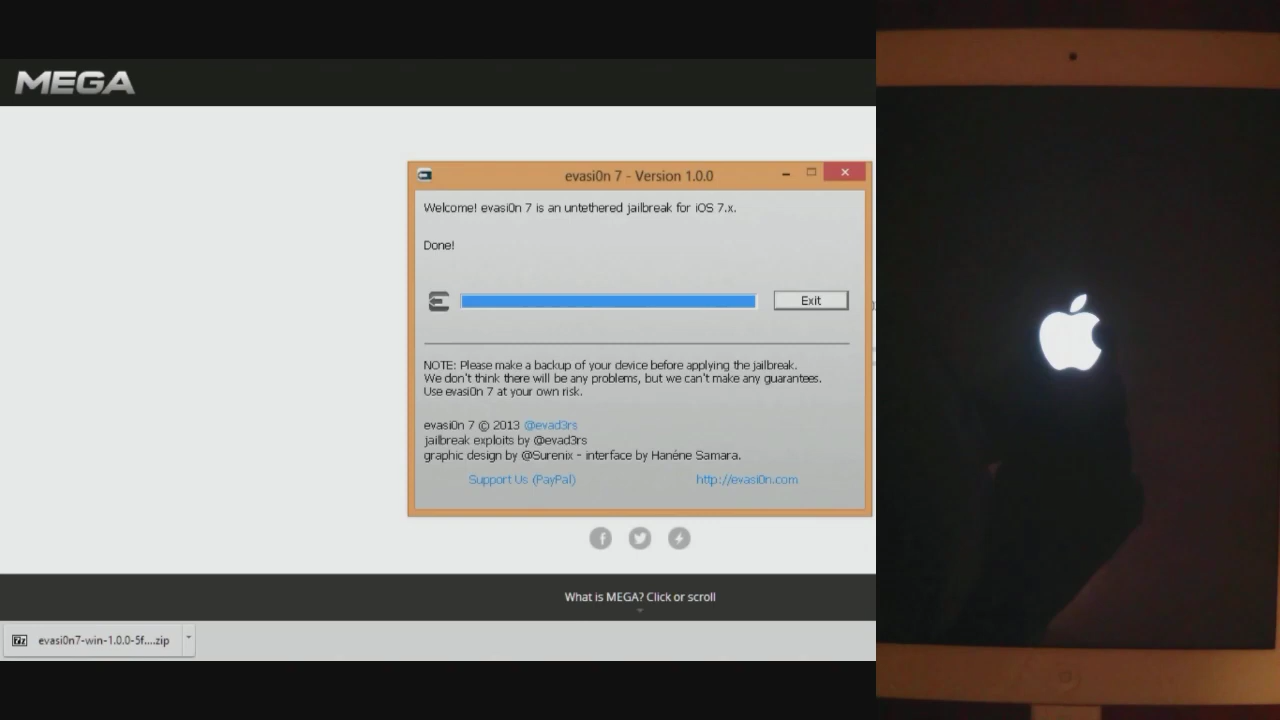 MEGA
evasi0n 7 - Version 1.0.0
Welcome! evasi0n 7 is an untethered jailbreak for iOS 7.x.
Done!
Exit
NOTE: Please make a backup of your device before applying the jailbreak.
We don't think there will be any problems, but we can't make any guarantees.
Use evasi0n 7 at your own risk.
evasi0n 7 © 2013 @evad3rs
jailbreak exploits by @evad3rs
graphic design by @Surenix - interface by Hanéne Samara.
Support Us (PayPal) http://evasi0n.com
What is MEGA? Click or scroll
evasi0n7-win-1.0.0-5f....zip